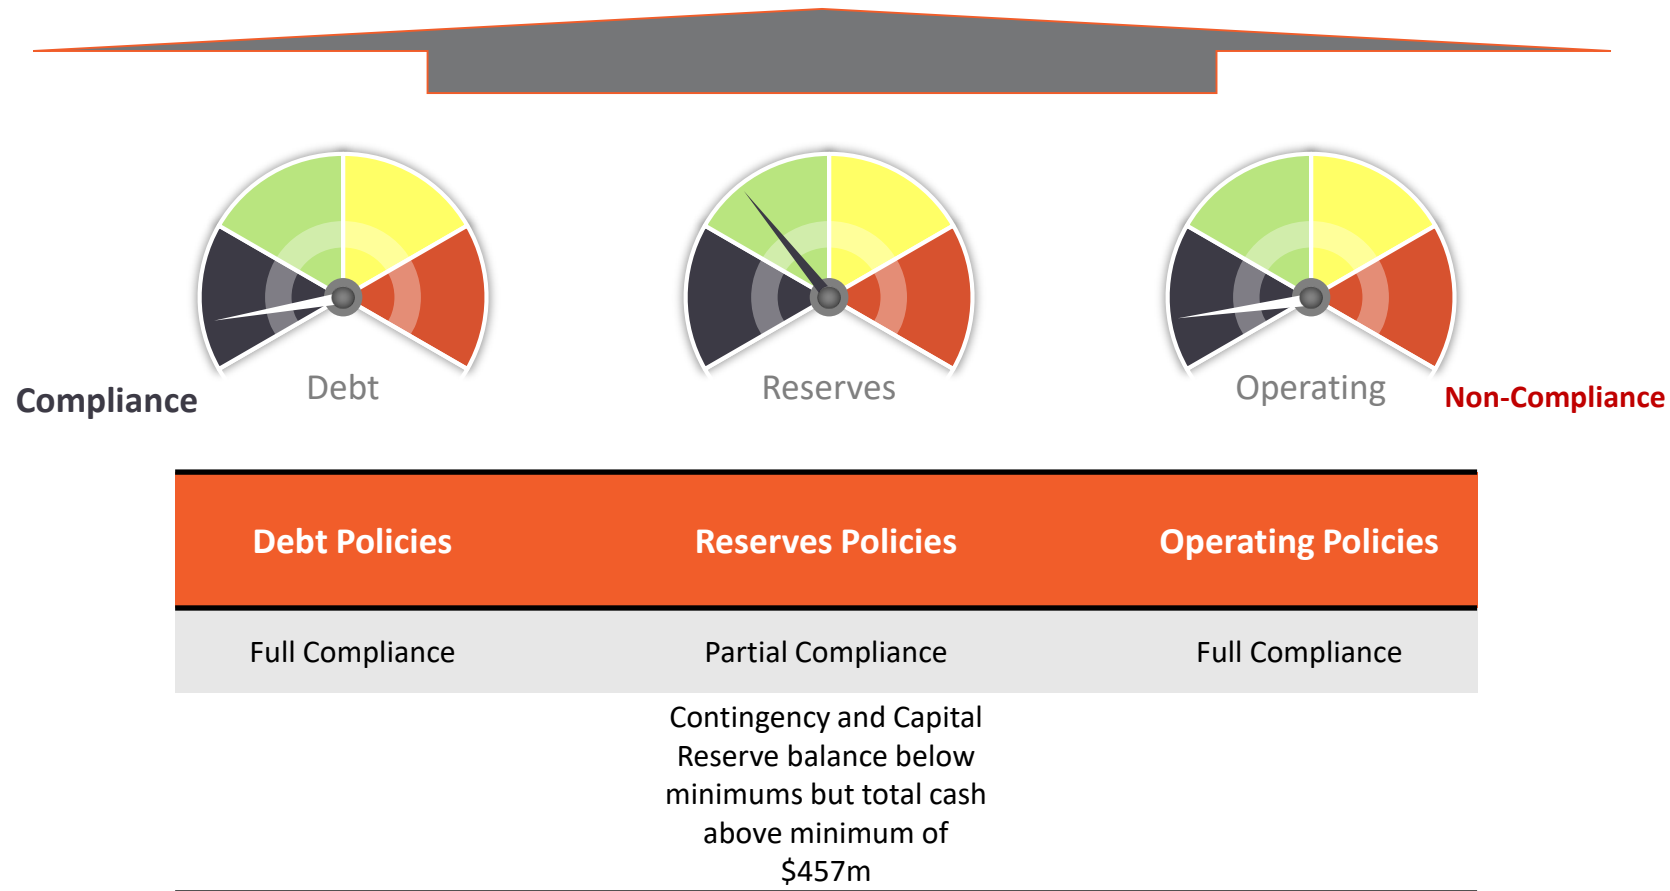 Debt
Reserves
Operating
Compliance
Non-Compliance
Debt Policies
Reserves Policies
Operating Policies
Full Compliance
Partial Compliance
Full Compliance
Contingency and Capital
Reserve balance below
minimums but total cash
above minimum of
$457m